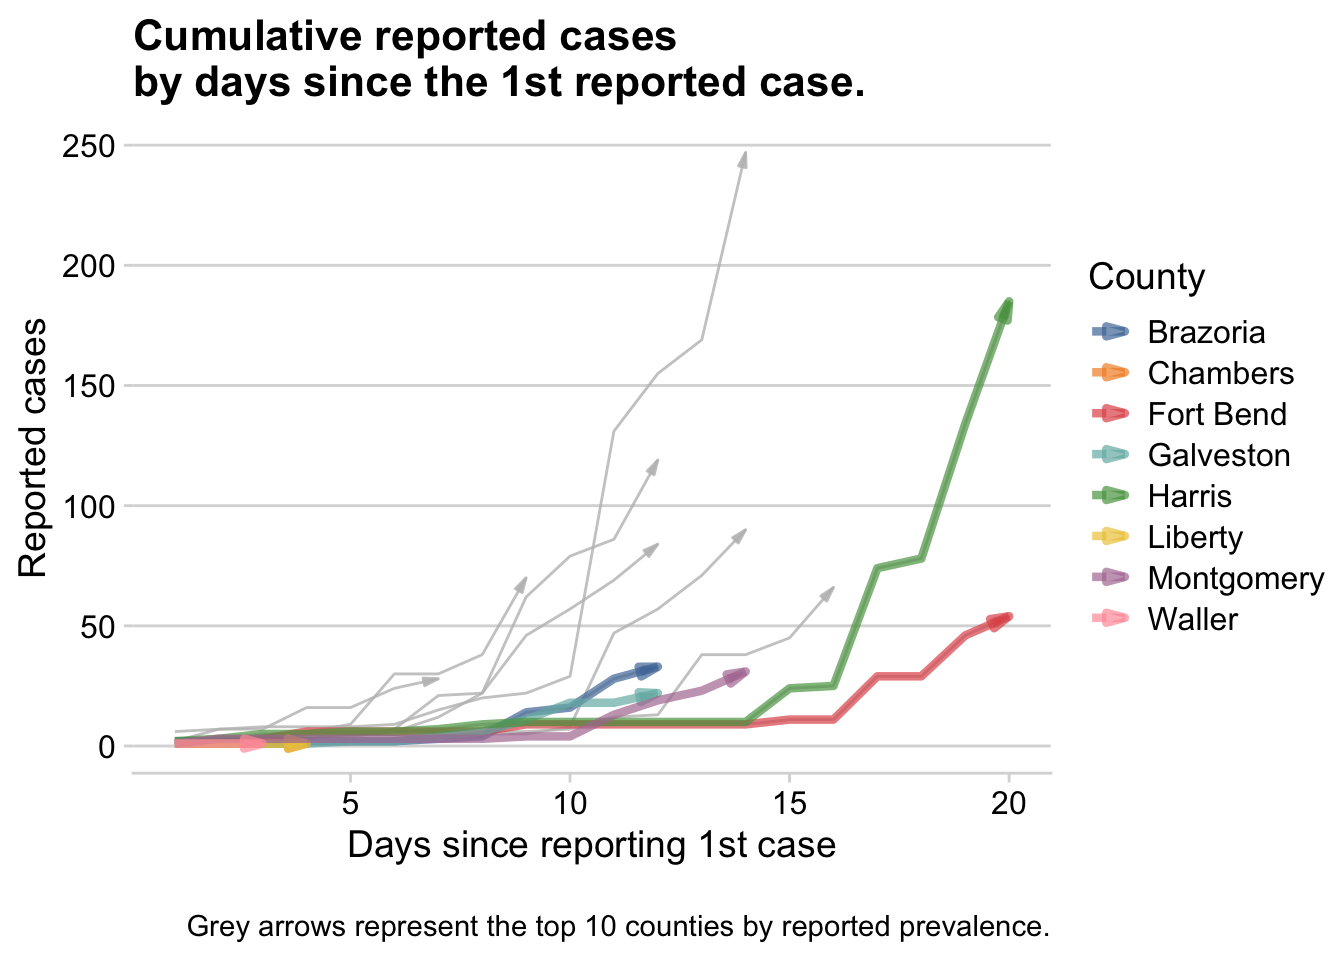 Cumulative reported cases
by days since the 1st reported case.
250
200
150
100
50
0
Reported cases
5 10 15 20
Days since reporting 1st case
County
Brazoria
Chambers
Fort Bend
Galveston
Harris
Liberty
Montgomery
Waller
Grey arrows represent the top 10 counties by reported prevalence.